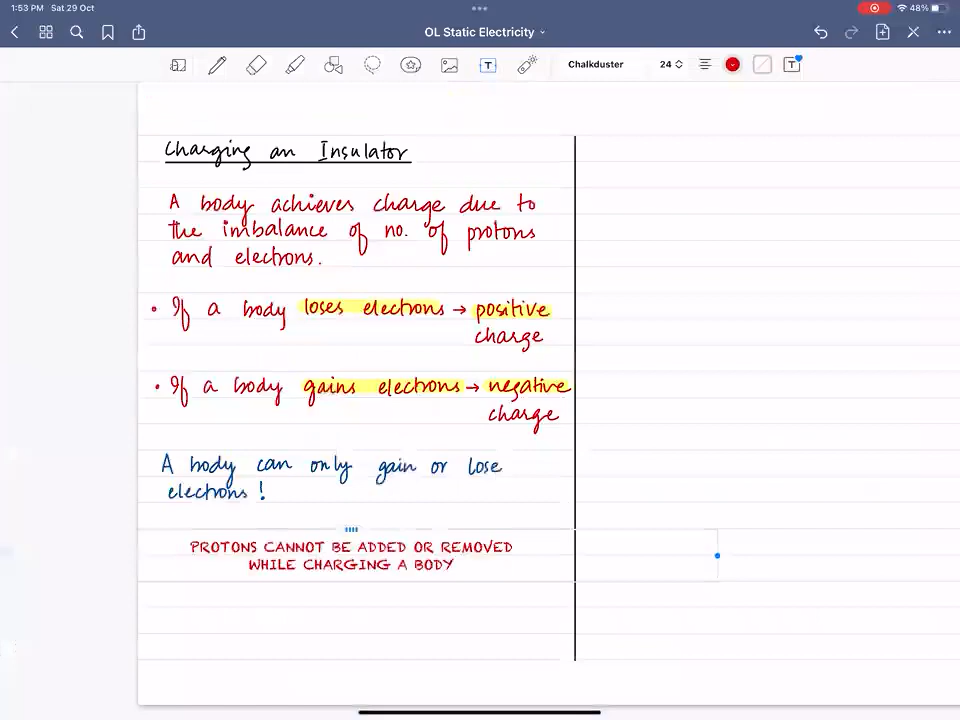 1:53 PM Sat 29 Oct
48%
OL Static Electricity
T
Chalkduster
24
T
Charging an Insulator
A body achieves charge due to
the imbalance of no. of protons
and electrons.
• If a body loses electrons → positive
charge
• If a body gains electrons → negative
charge
A body can only gain or lose
electrons!
PROTONS CANNOT BE ADDED OR REMOVED
WHILE CHARGING A BODY